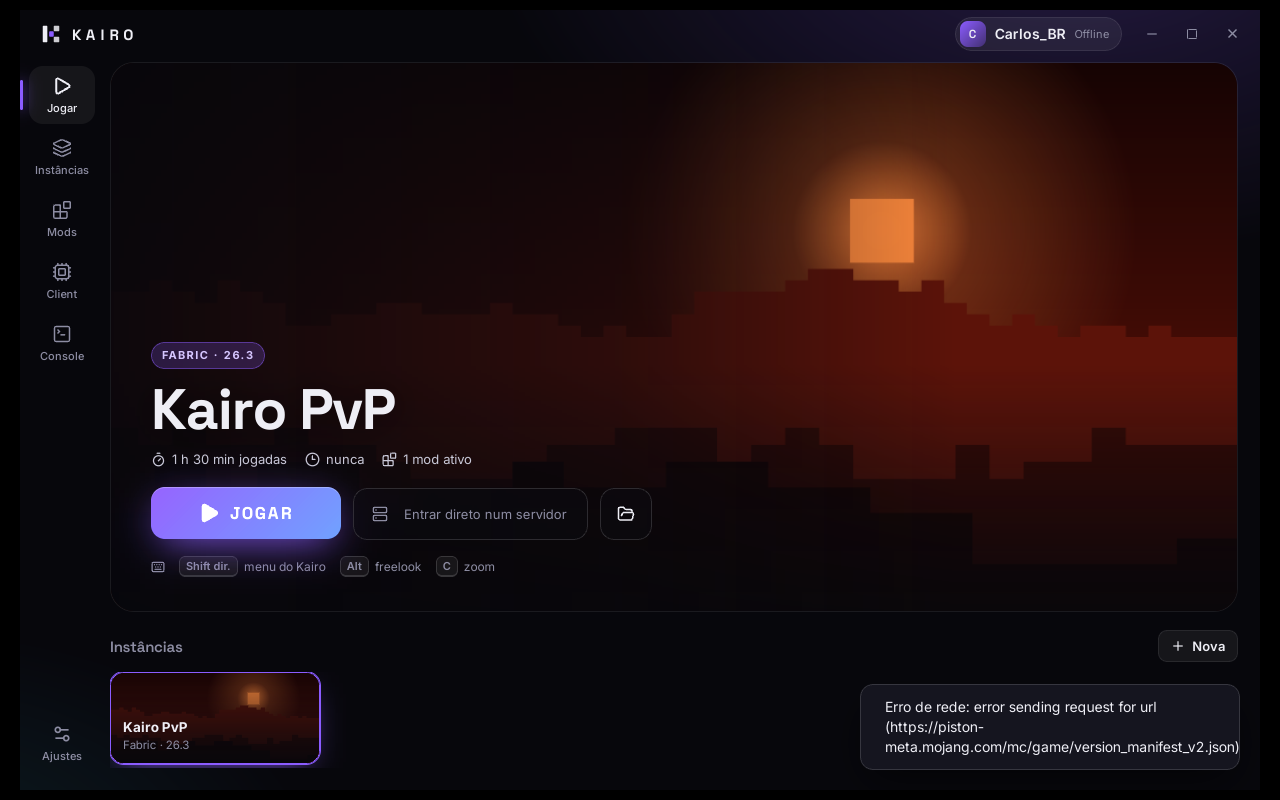 KAIRO
C Carlos_BR Offline
Jogar
Instâncias
Mods
Client
Console
FABRIC · 26.3
Kairo PvP
1 h 30 min jogadas nunca 1 mod ativo
JOGAR Entrar direto num servidor
Shift dir. menu do Kairo Alt freelook C zoom
Instâncias
Nova
Kairo PvP
Fabric · 26.3
Erro de rede: error sending request for url
(https://piston-
meta.mojang.com/mc/game/version_manifest_v2.json)
Ajustes